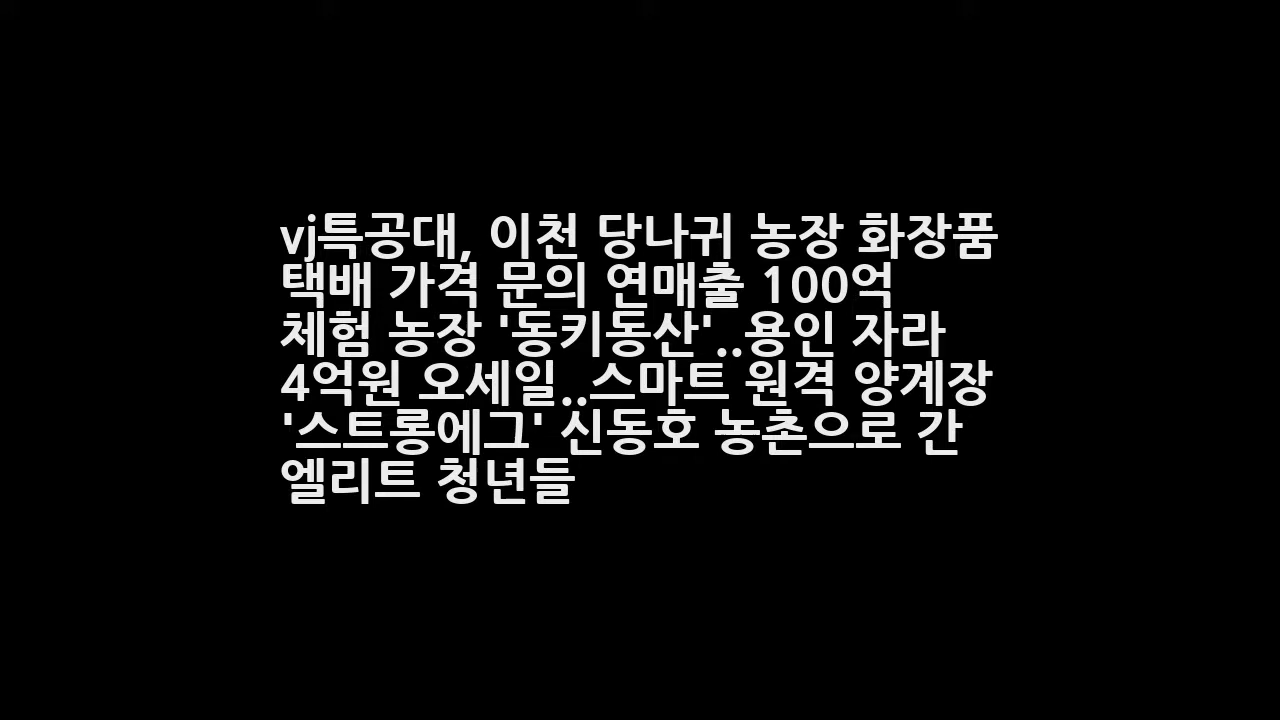 vj특공대, 이천 당나귀 농장 화장품
택배 가격 문의 연매출 100억
체험 농장 '동키동산'..용인 자라
4억원 오세일..스마트 원격 양계장
'스트롱에그' 신동호 농촌으로 간
엘리트 청년들